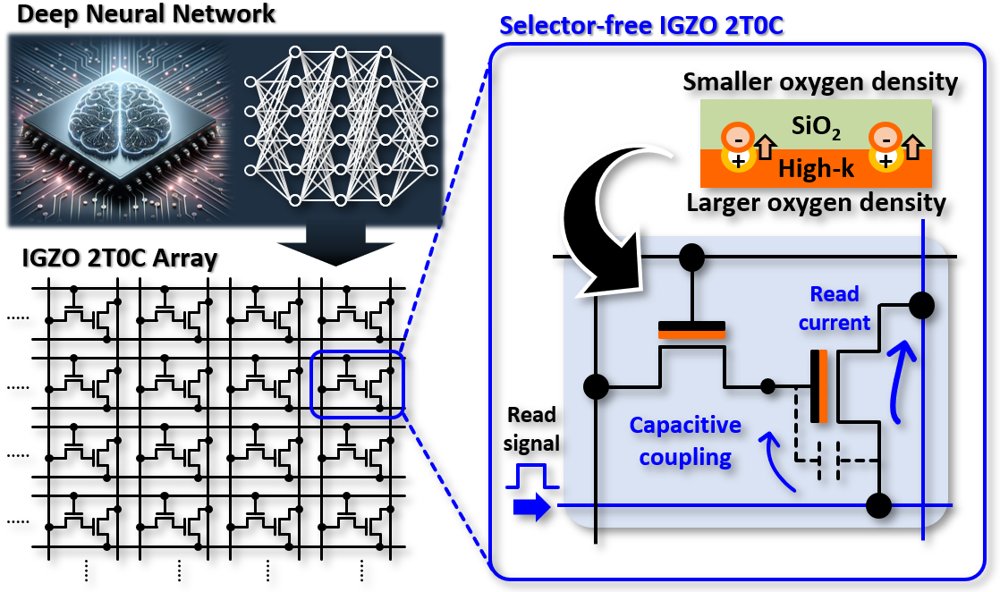 Deep Neural Network
Selector-free IGZO 2T0C
Smaller oxygen density
SiO₂
- -
+ +
High-k
Larger oxygen density
IGZO 2T0C Array
Read
current
Read
signal
Capacitive
coupling